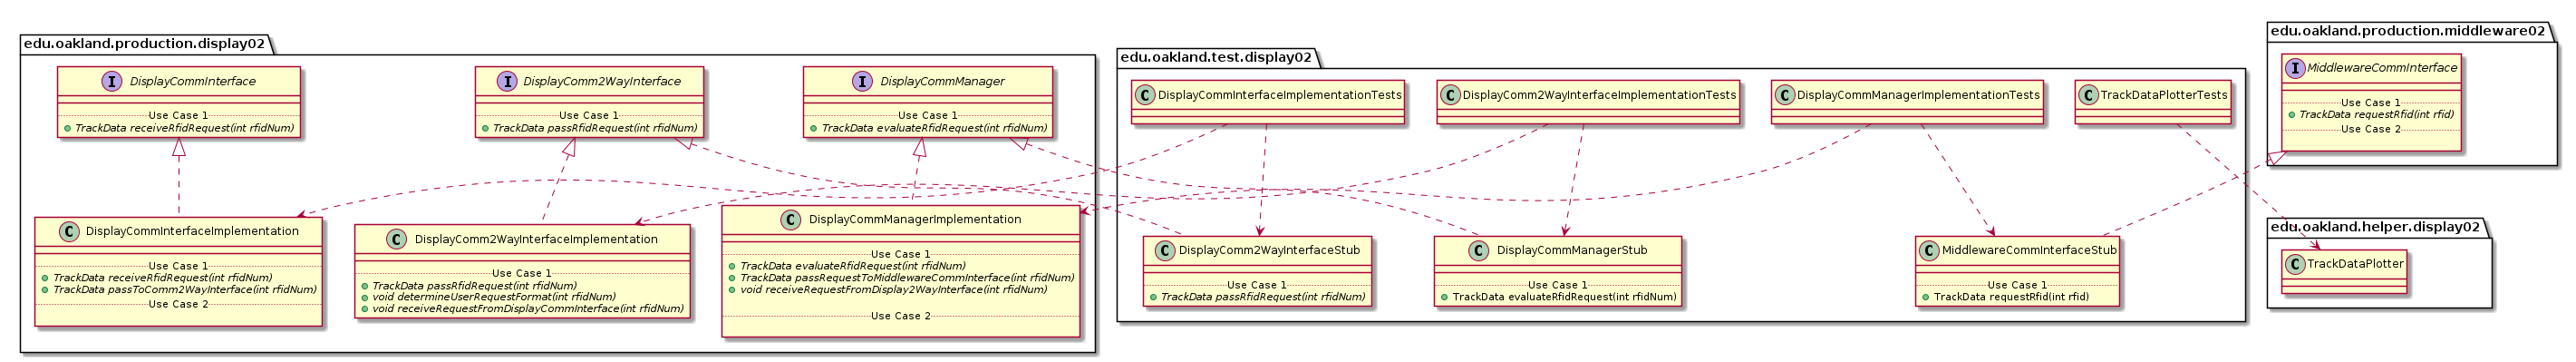 edu.oakland.production.display02
I DisplayCommInterface
Use Case 1
TrackData receiveRfidRequest(int rfidNum)
I DisplayComm2WayInterface
Use Case 1
TrackData passRfidRequest(int rfidNum)
I DisplayCommManager
Use Case 1
TrackData evaluateRfidRequest(int rfidNum)
C DisplayCommInterfaceImplementation
Use Case 1
TrackData receiveRfidRequest(int rfidNum)
TrackData passToComm2WayInterface(int rfidNum)
Use Case 2
C DisplayComm2WayInterfaceImplementation
Use Case 1
TrackData passRfidRequest(int rfidNum)
void determineUserRequestFormat(int rfidNum)
void receiveRequestFromDisplayCommInterface(int rfidNum)
C DisplayCommManagerImplementation
Use Case 1
TrackData evaluateRfidRequest(int rfidNum)
TrackData passRequestToMiddlewareCommInterface(int rfidNum)
void receiveRequestFromDisplay2WayInterface(int rfidNum)
Use Case 2
edu.oakland.test.display02
C DisplayCommInterfaceImplementationTests
C DisplayComm2WayInterfaceImplementationTests
C DisplayCommManagerImplementationTests
C TrackDataPlotterTests
C DisplayComm2WayInterfaceStub
Use Case 1
TrackData passRfidRequest(int rfidNum)
C DisplayCommManagerStub
Use Case 1
TrackData evaluateRfidRequest(int rfidNum)
C MiddlewareCommInterfaceStub
Use Case 1
TrackData requestRfid(int rfid)
edu.oakland.production.middleware02
I MiddlewareCommInterface
Use Case 1
TrackData requestRfid(int rfid)
Use Case 2
edu.oakland.helper.display02
C TrackDataPlotter